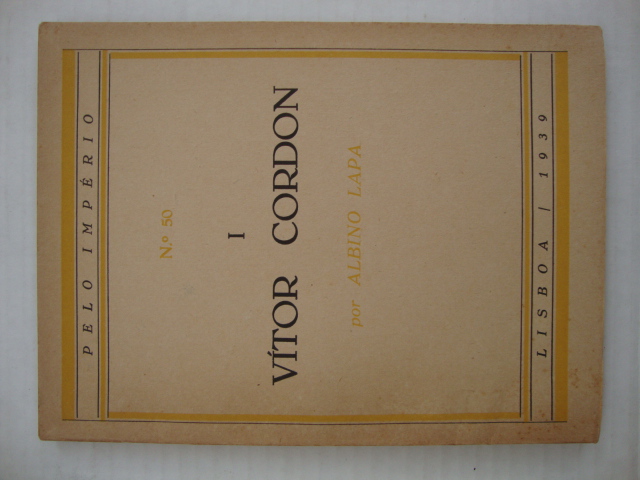 PELO IMPÉRIO
N.º 50
I
VÍTOR CORDON
por ALBINO LAPA
LISBOA / 1939